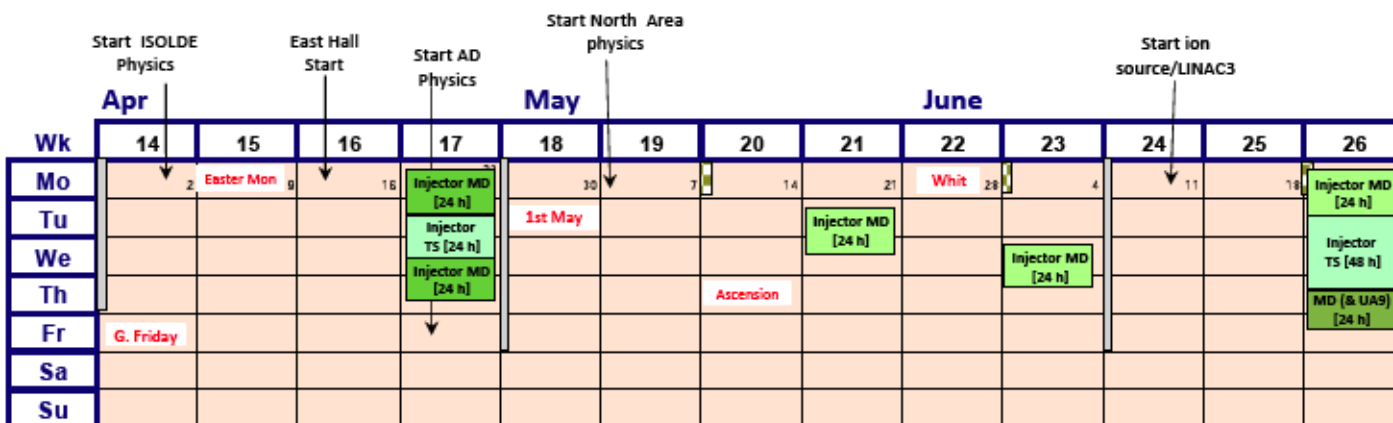 Start ISOLDE
Physics
East Hall
Start
Start AD
Physics
Start North Area
physics
Start ion
source/LINAC3
Apr May June
Wk 14 15 16 17 18 19 20 21 22 23 24 25 26
Mo 2 Easter Mon 9 16 30 7 14 21 Whit 28 4 11 18
Injector MD
[24 h]
Injector MD
[24 h]
Tu 1st May
Injector
TS [24 h]
Injector MD
[24 h]
We
Injector MD
[24 h]
Injector MD
[24 h]
Injector
TS [48 h]
Th Ascension
MD (& UA9)
[24 h]
Fr G. Friday
Sa
Su